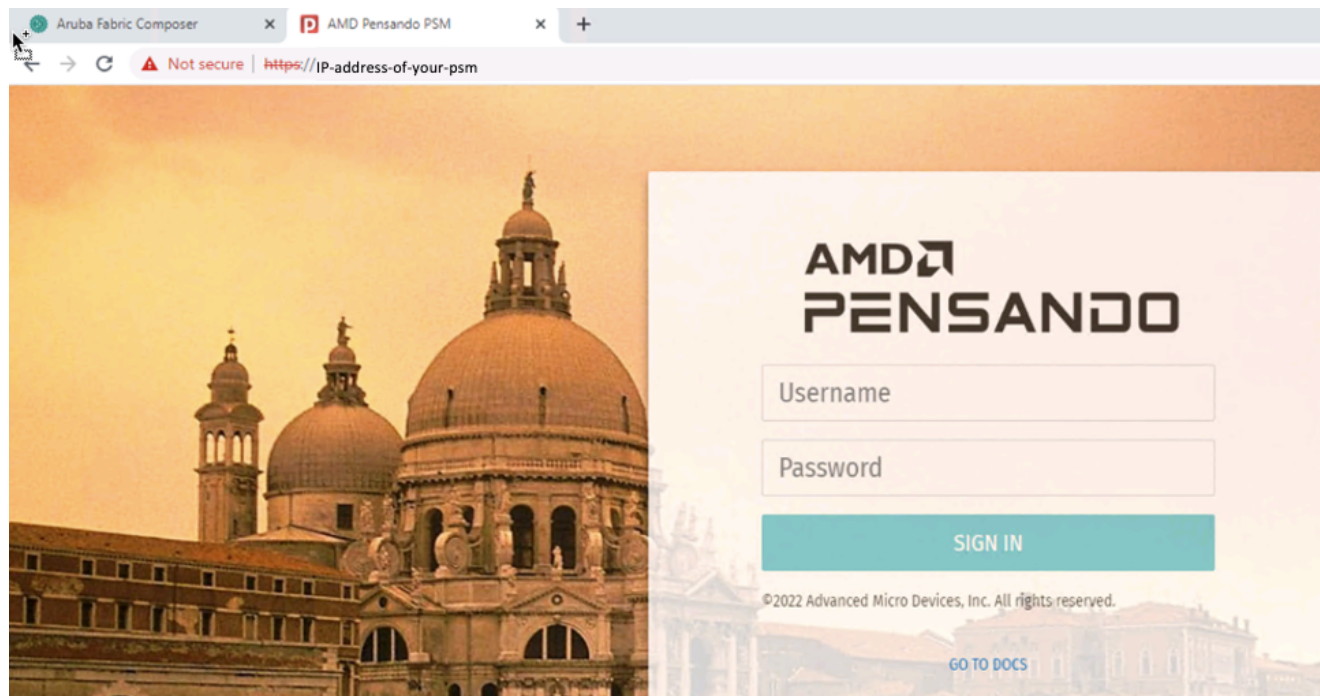 Aruba Fabric Composer
AMD Pensando PSM
Not secure | https://IP-address-of-your-psm
AMD
PENSANDO
Username
Password
SIGN IN
©2022 Advanced Micro Devices, Inc. All rights reserved.
GO TO DOCS